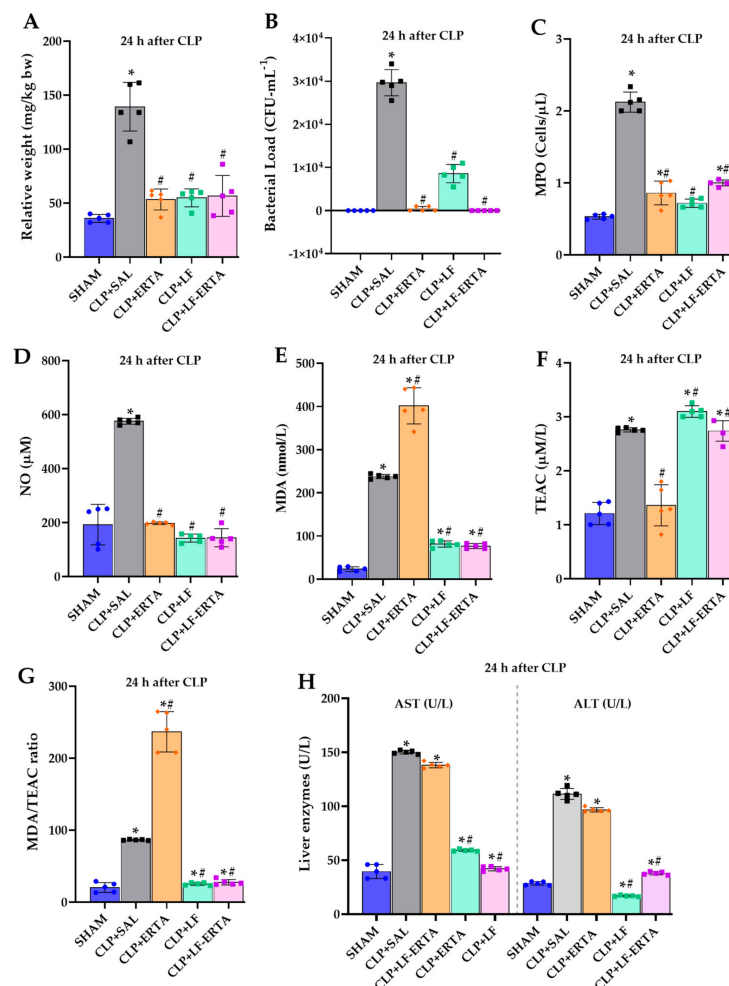 A
24 h after CLP
Relative weight (mg/kg bw)
200
150
100
50
0
*
#
#
#
SHAM
CLP+SAL
CLP+ERTA
CLP+LF
CLP+LF-ERTA
B
24 h after CLP
Bacterial Load (CFU-mL⁻¹)
4×10⁴
3×10⁴
2×10⁴
1×10⁴
0
-1×10⁴
*
#
#
#
SHAM
CLP+SAL
CLP+ERTA
CLP+LF
CLP+LF-ERTA
C
24 h after CLP
MPO (Cells/μL)
3
2
1
0
*
*#
#
*#
SHAM
CLP+SAL
CLP+ERTA
CLP+LF
CLP+LF-ERTA
D
24 h after CLP
NO (μM)
800
600
400
200
0
*
#
#
#
SHAM
CLP+SAL
CLP+ERTA
CLP+LF
CLP+LF-ERTA
E
24 h after CLP
MDA (nmol/L)
500
400
300
200
100
0
*
*#
*#
*#
SHAM
CLP+SAL
CLP+ERTA
CLP+LF
CLP+LF-ERTA
F
24 h after CLP
TEAC (μM/L)
4
3
2
1
0
*
#
*#
*#
SHAM
CLP+SAL
CLP+ERTA
CLP+LF
CLP+LF-ERTA
G
24 h after CLP
MDA/TEAC ratio
300
200
100
0
*
*#
*#
*#
SHAM
CLP+SAL
CLP+ERTA
CLP+LF
CLP+LF-ERTA
H
24 h after CLP
AST (U/L)
ALT (U/L)
Liver enzymes (U/L)
200
150
100
50
0
*
*
*#
*#
*
*
*#
*#
SHAM
CLP+SAL
CLP+LF-ERTA
CLP+ERTA
CLP+LF
SHAM
CLP+SAL
CLP+ERTA
CLP+LF
CLP+LF-ERTA